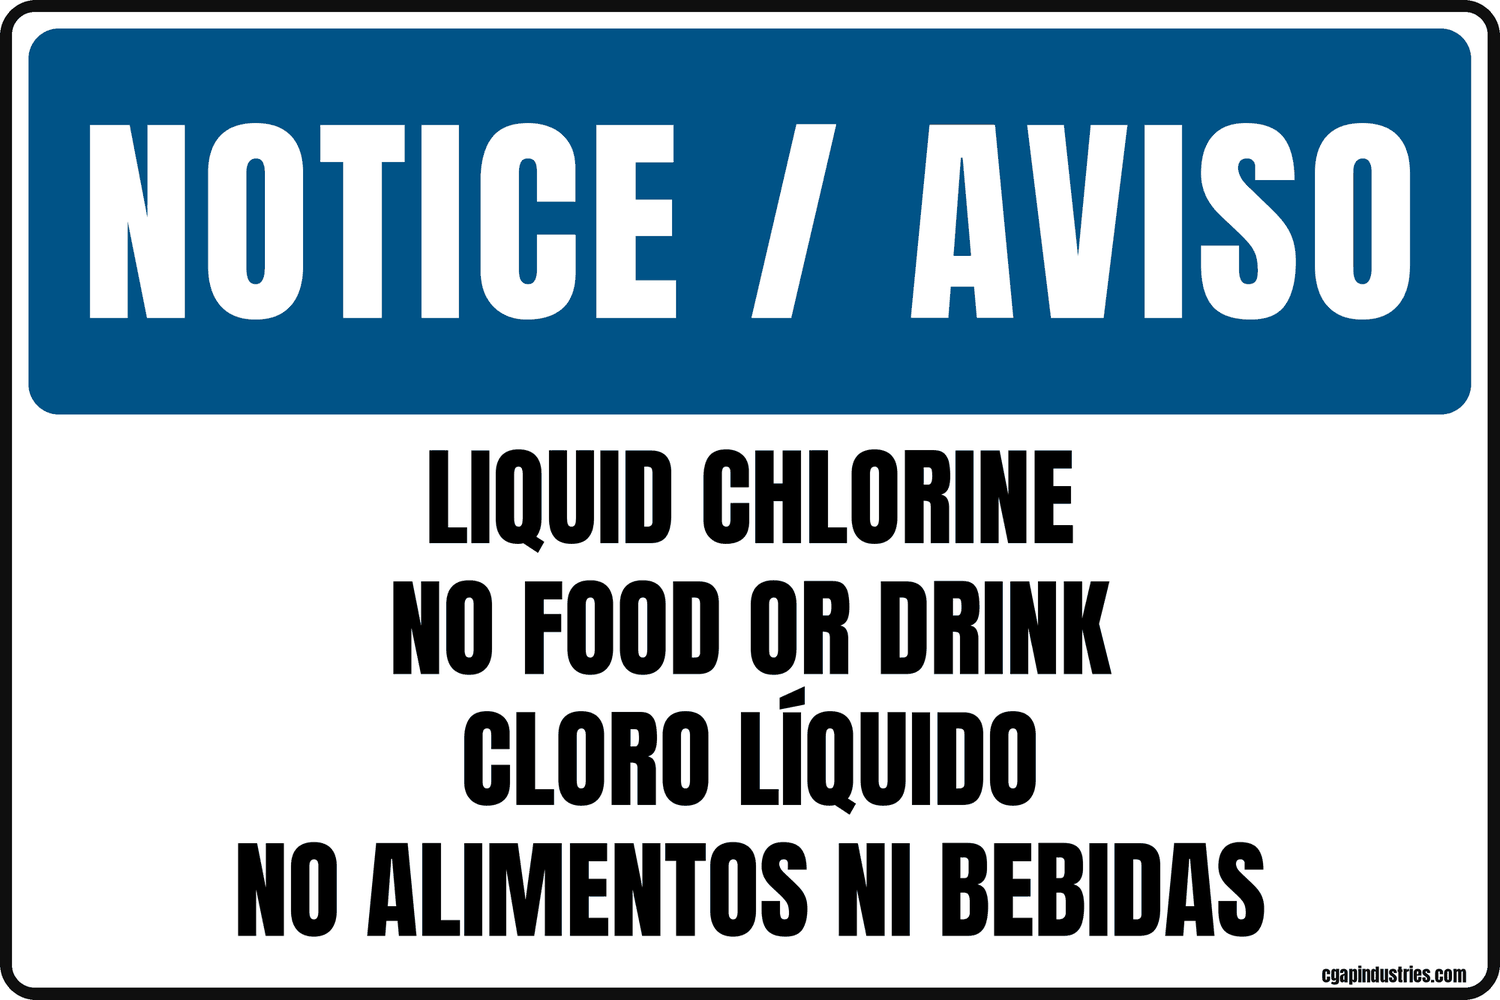 NOTICE / AVISO
LIQUID CHLORINE
NO FOOD OR DRINK
CLORO LÍQUIDO
NO ALIMENTOS NI BEBIDAS
cgapindustries.com